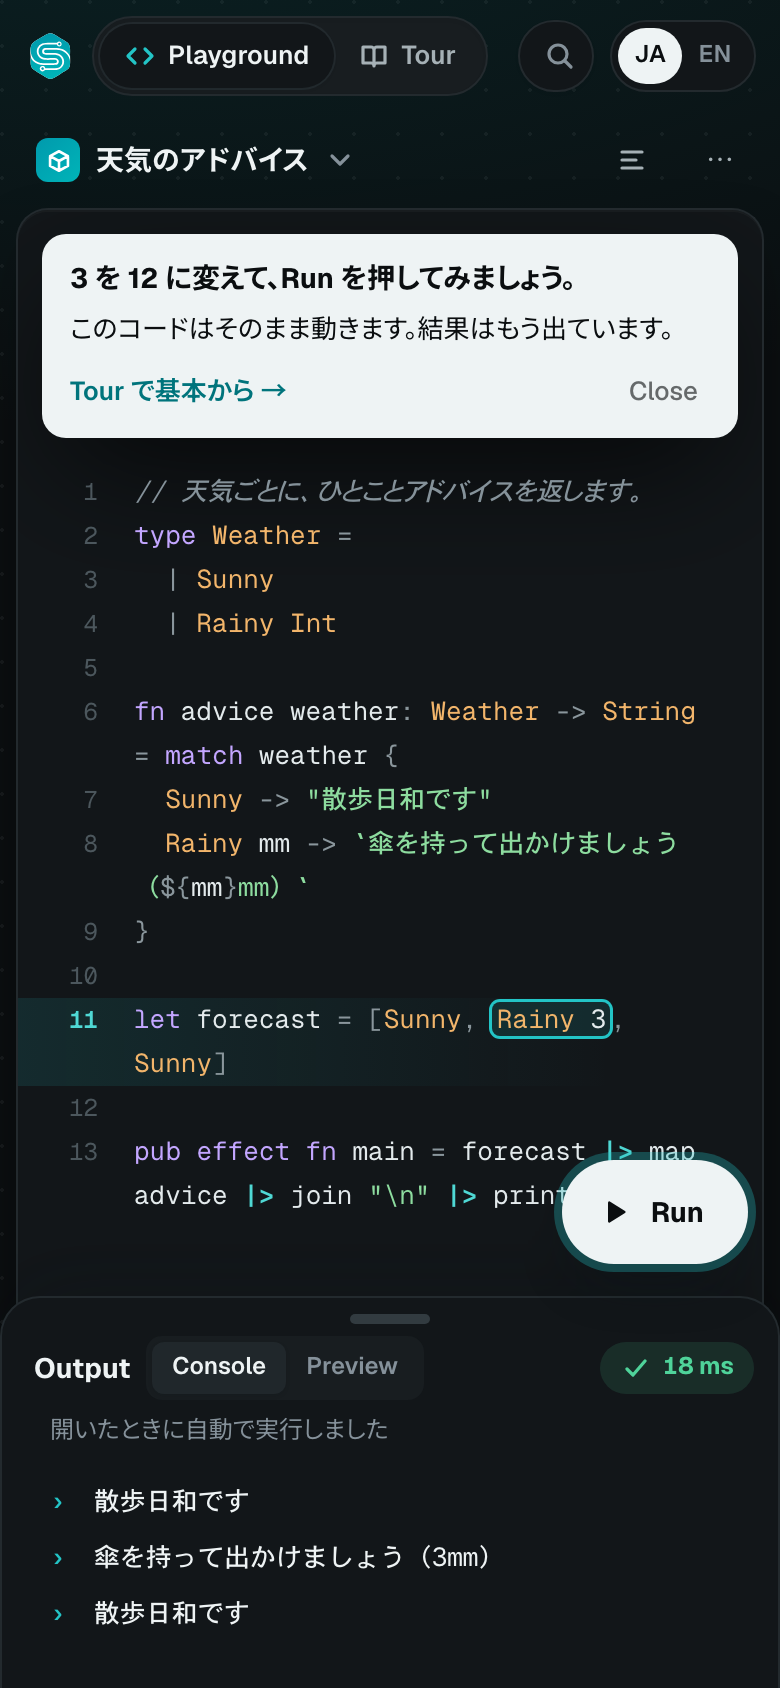 Playground
Tour
JA
EN
天気のアドバイス
3 を 12 に変えて、Run を押してみましょう。
このコードはそのまま動きます。結果はもう出ています。
Tour で基本から →
Close
1 // 天気ごとに、ひとことアドバイスを返します。
2 type Weather =
3 | Sunny
4 | Rainy Int
5
6 fn advice weather: Weather -> String
= match weather {
7 Sunny -> "散歩日和です"
8 Rainy mm -> `傘を持って出かけましょう
（${mm}mm）`
9 }
10
11 let forecast = [Sunny, Rainy 3,
Sunny]
12
13 pub effect fn main = forecast |> map
advice |> join "\n" |> print
Run
Output
Console
Preview
18 ms
開いたときに自動で実行しました
› 散歩日和です
› 傘を持って出かけましょう（3mm）
› 散歩日和です